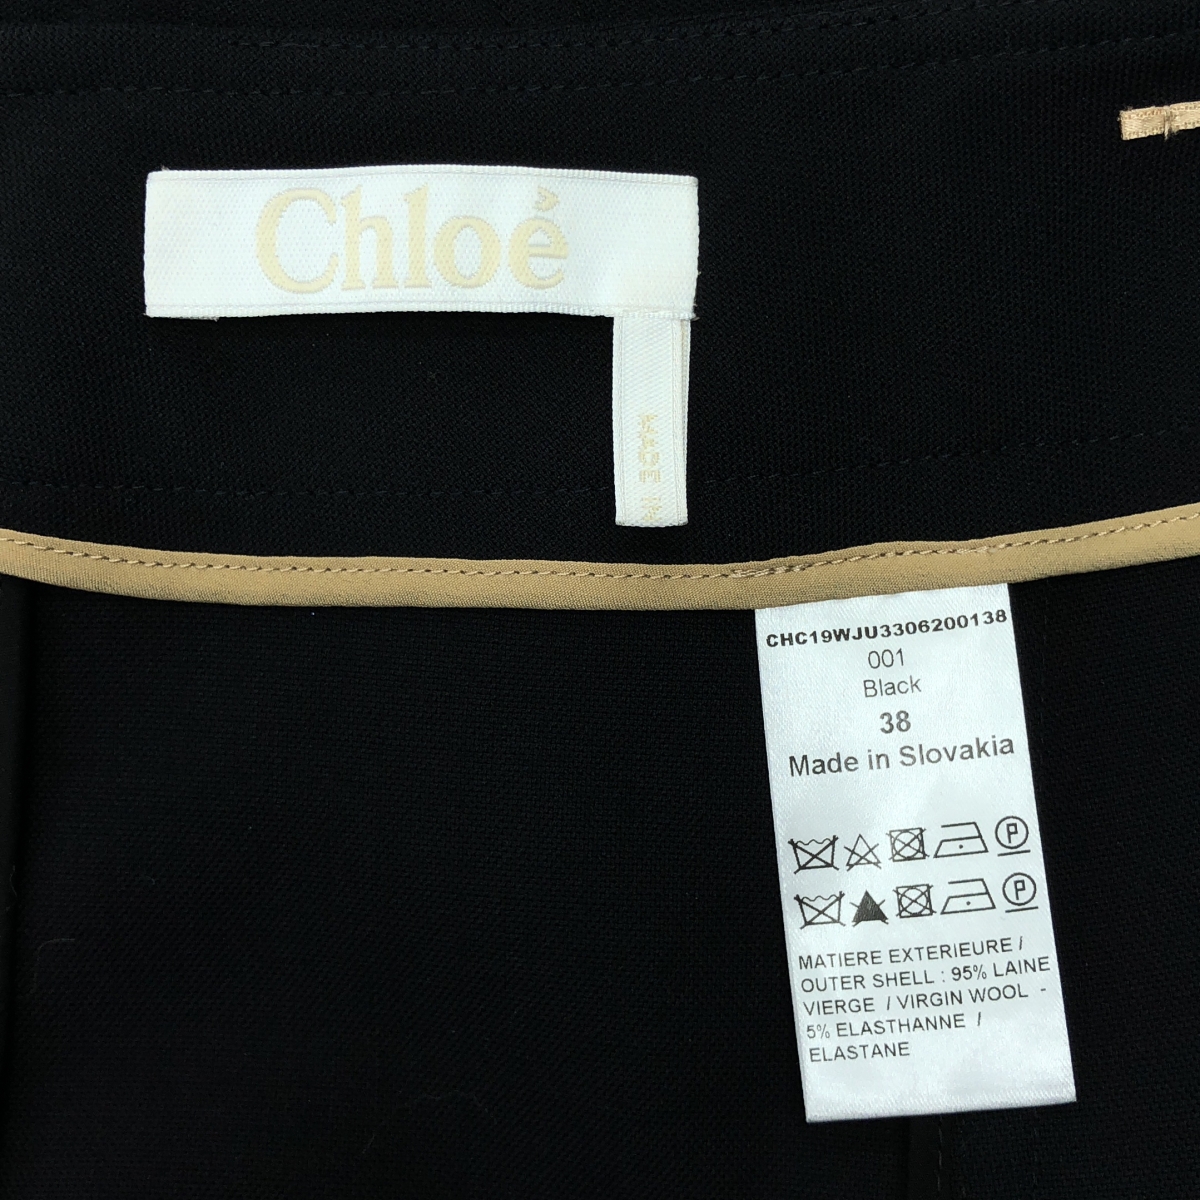 Chloé
CHC19WJU3306200138
001
Black
38
Made in Slovakia
P
P
MATIERE EXTERIEURE /
OUTER SHELL : 95% LAINE
VIERGE / VIRGIN WOOL -
5% ELASTHANNE /
ELASTANE